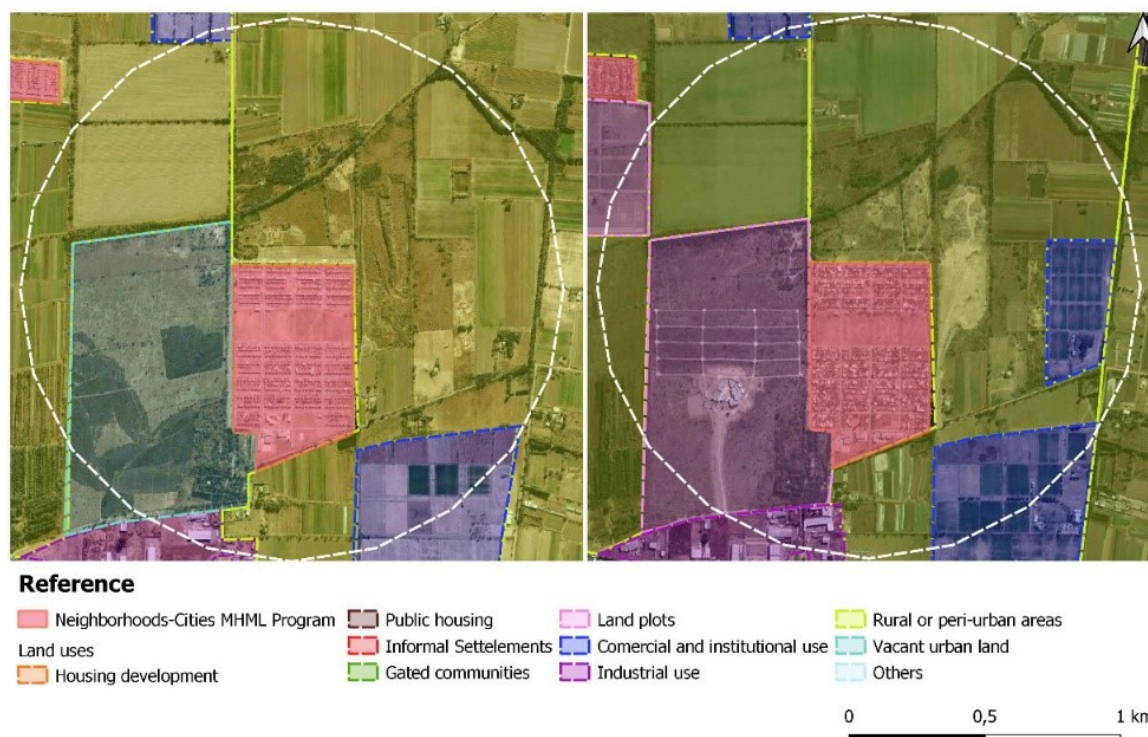 Reference
Neighborhoods-Cities MHML Program
Land uses
Housing development
Public housing
Informal Settelements
Gated communities
Land plots
Comercial and institutional use
Industrial use
Rural or peri-urban areas
Vacant urban land
Others
0 0,5 1 km